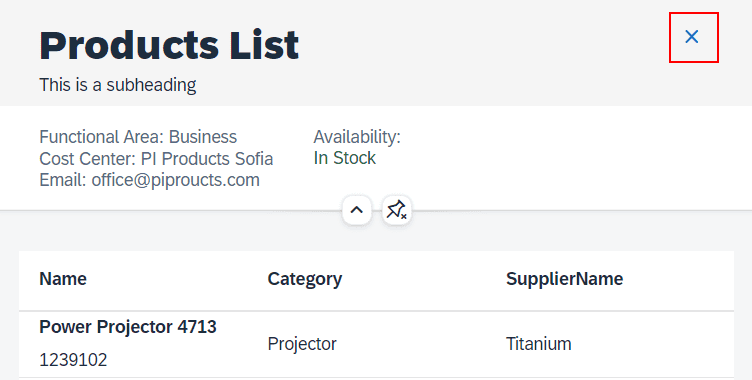 Products List
This is a subheading
Functional Area: Business
Cost Center: PI Products Sofia
Email: office@piproucts.com
Availability:
In Stock
Name Category SupplierName
Power Projector 4713
1239102
Projector
Titanium